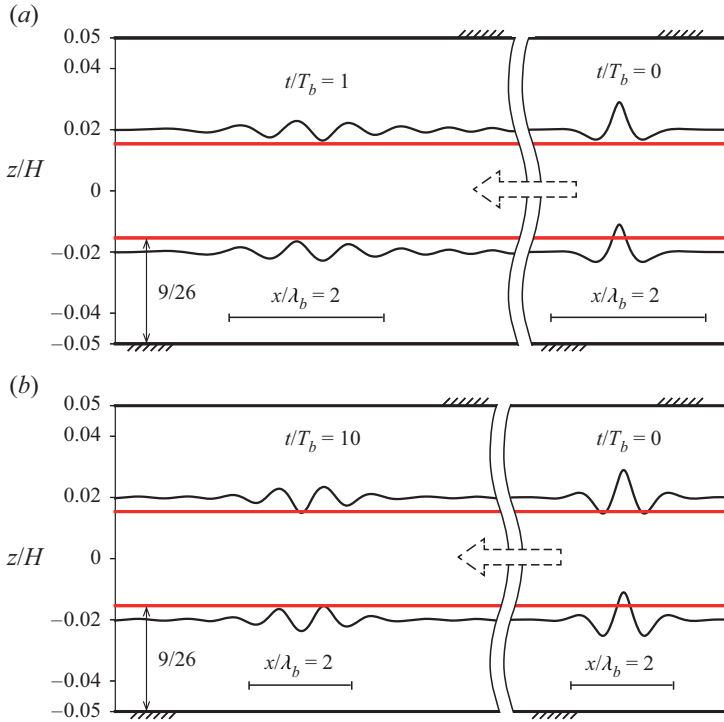 (a)
0.05
0.04
t/T_b = 1
t/T_b = 0
0.02
z/H
0
−0.02
9/26
x/λ_b = 2
x/λ_b = 2
−0.04
−0.05
(b)
0.05
0.04
t/T_b = 10
t/T_b = 0
0.02
z/H
0
−0.02
9/26
x/λ_b = 2
x/λ_b = 2
−0.04
−0.05